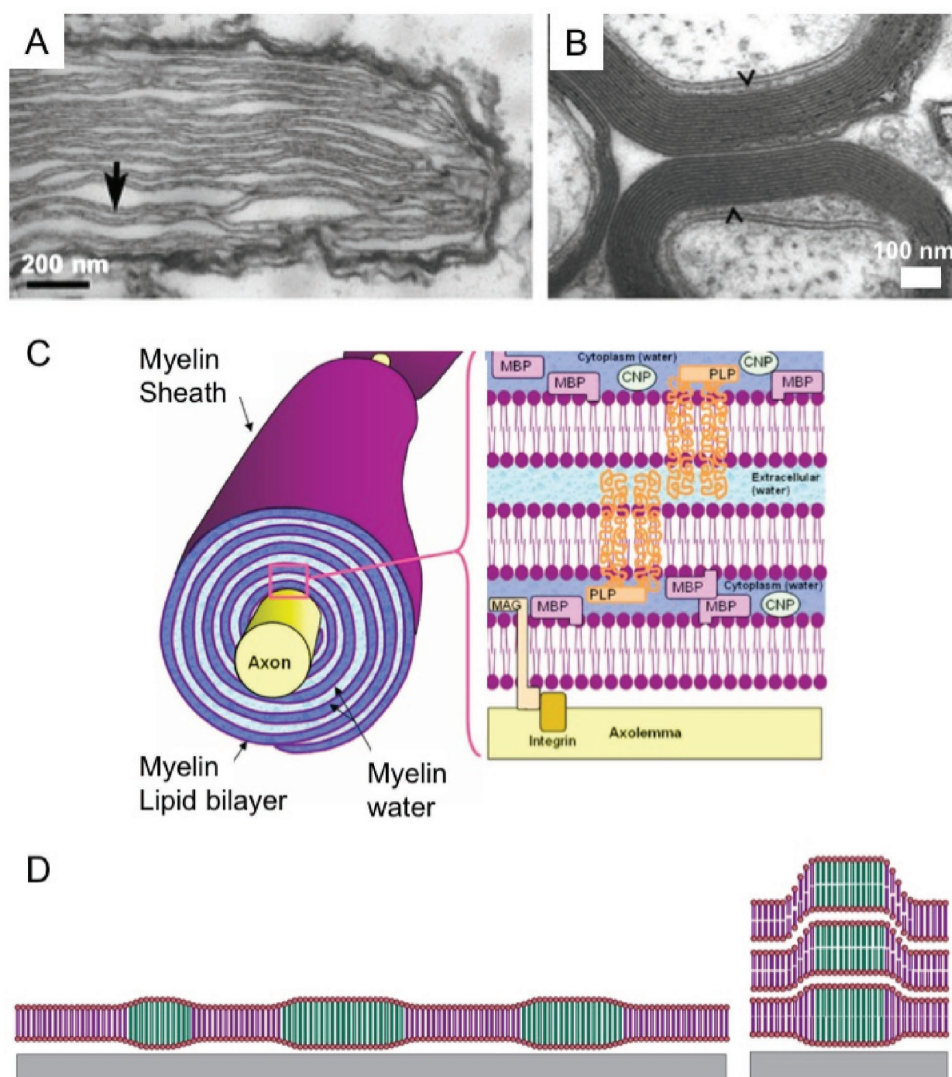 A
B
200 nm
100 nm
C
Myelin
Sheath
Axon
Myelin
Lipid bilayer
Myelin
water
MBP
Cytoplasm (water)
MBP
CNP
PLP
CNP
MBP
Extracellular
(water)
PLP
MBP
Cytoplasm (water)
MAG
MBP
MBP
CNP
Integrin
Axolemma
D